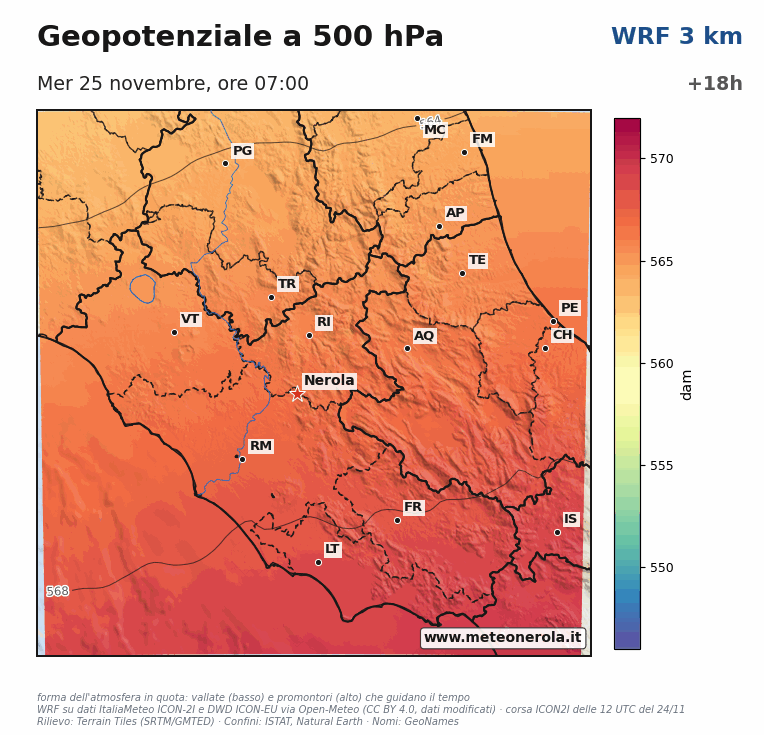 Geopotenziale a 500 hPa
WRF 3 km
Mer 25 novembre, ore 07:00
+18h
564
MC
FM
PG
570
AP
565
TE
TR
PE
VT
RI
AQ
CH
560
dam
Nerola
RM
555
FR
IS
LT
550
568
www.meteonerola.it
forma dell'atmosfera in quota: vallate (basso) e promontori (alto) che guidano il tempo
WRF su dati ItaliaMeteo ICON-2I e DWD ICON-EU via Open-Meteo (CC BY 4.0, dati modificati) · corsa ICON2I delle 12 UTC del 24/11
Rilievo: Terrain Tiles (SRTM/GMTED) · Confini: ISTAT, Natural Earth · Nomi: GeoNames